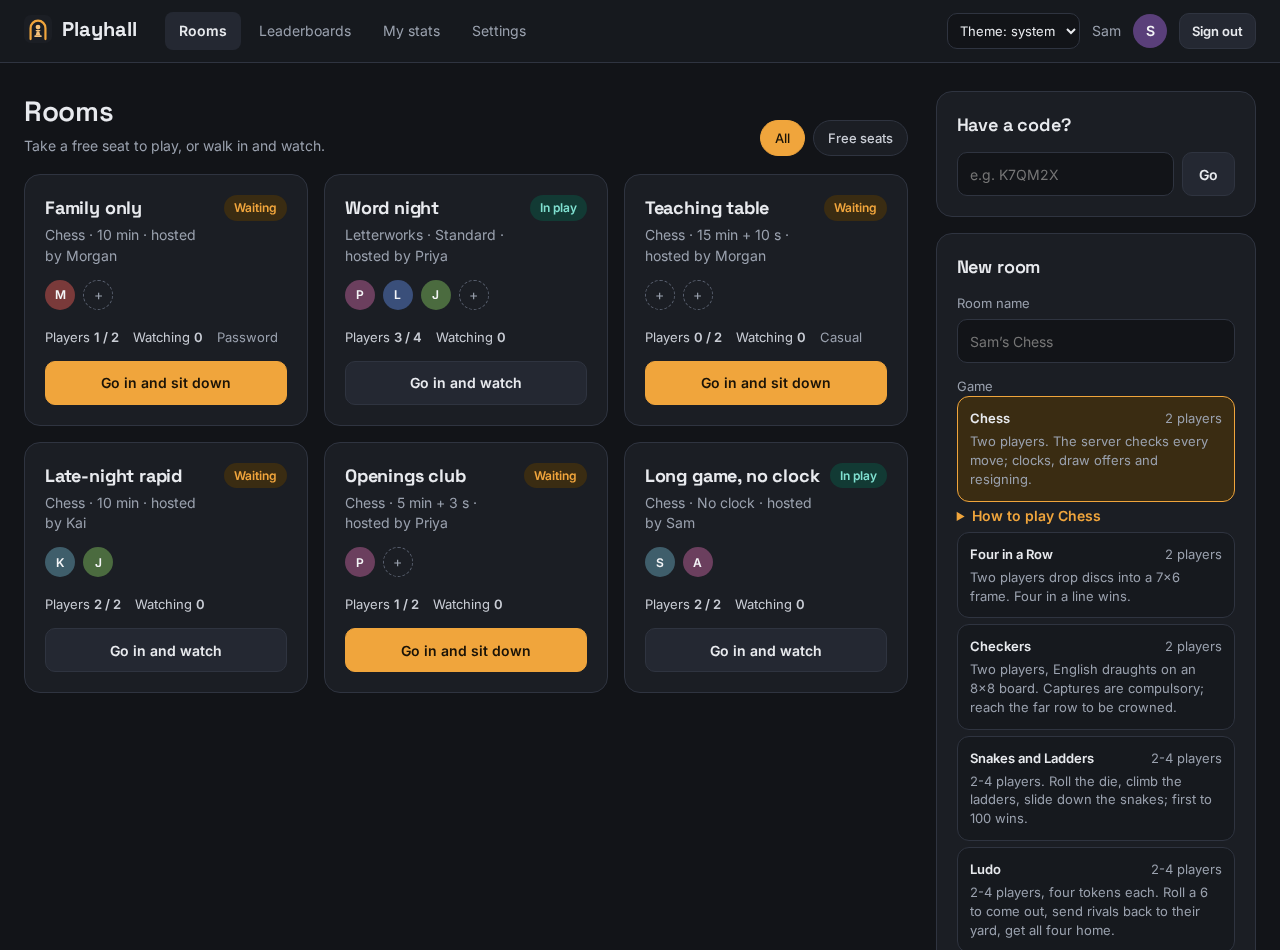 Playhall
Rooms
Leaderboards
My stats
Settings
Theme: system
Sam
S
Sign out
Rooms
Take a free seat to play, or walk in and watch.
All
Free seats
Family only
Waiting
Chess · 10 min · hosted
by Morgan
M
+
Players 1 / 2 Watching 0 Password
Go in and sit down
Word night
In play
Letterworks · Standard ·
hosted by Priya
P
L
J
+
Players 3 / 4 Watching 0
Go in and watch
Teaching table
Waiting
Chess · 15 min + 10 s ·
hosted by Morgan
+
+
Players 0 / 2 Watching 0 Casual
Go in and sit down
Late-night rapid
Waiting
Chess · 10 min · hosted
by Kai
K
J
Players 2 / 2 Watching 0
Go in and watch
Openings club
Waiting
Chess · 5 min + 3 s ·
hosted by Priya
P
+
Players 1 / 2 Watching 0
Go in and sit down
Long game, no clock
In play
Chess · No clock · hosted
by Sam
S
A
Players 2 / 2 Watching 0
Go in and watch
Have a code?
e.g. K7QM2X
Go
New room
Room name
Sam's Chess
Game
Chess
2 players
Two players. The server checks every
move; clocks, draw offers and
resigning.
How to play Chess
Four in a Row
2 players
Two players drop discs into a 7×6
frame. Four in a line wins.
Checkers
2 players
Two players, English draughts on an
8×8 board. Captures are compulsory;
reach the far row to be crowned.
Snakes and Ladders
2-4 players
2-4 players. Roll the die, climb the
ladders, slide down the snakes; first to
100 wins.
Ludo
2-4 players
2-4 players, four tokens each. Roll a 6
to come out, send rivals back to their
yard, get all four home.